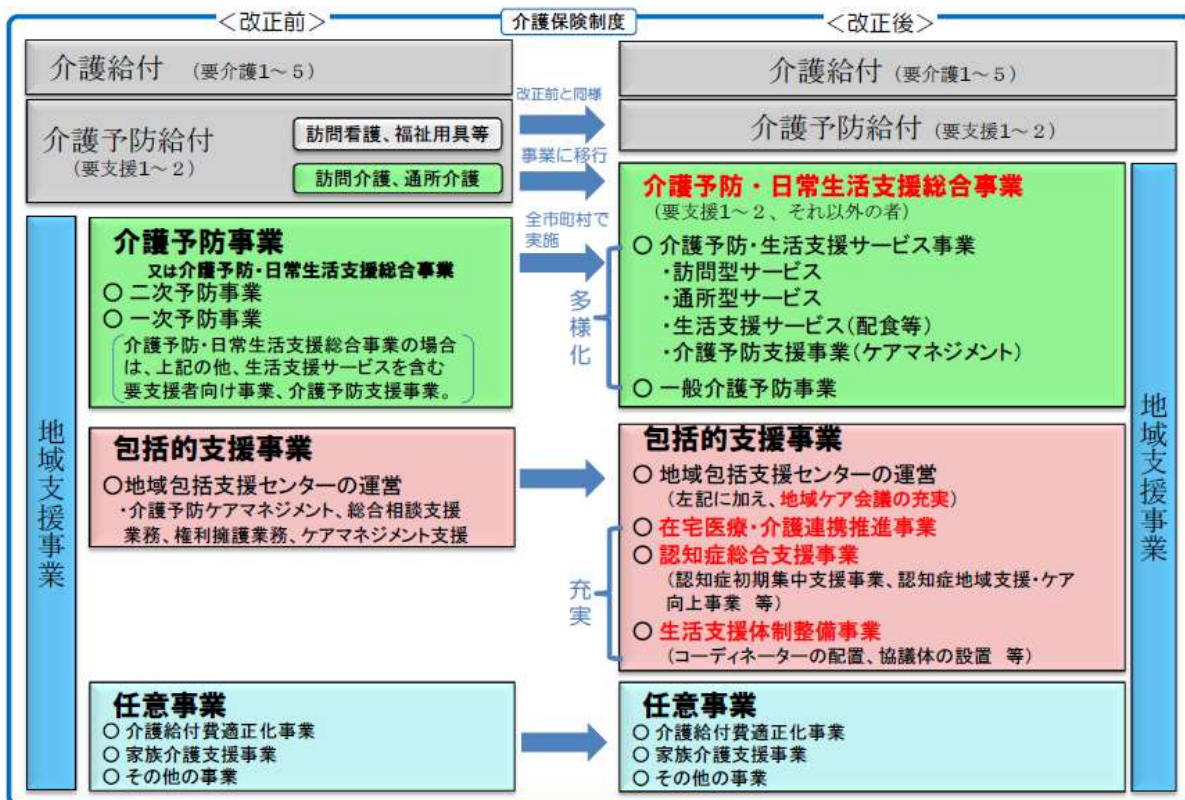 介護保険制度
<改正前>
介護給付 (要介護1~5)
介護予防給付
(要支援1~2)
訪問看護、福祉用具等
訪問介護、通所介護
地域支援事業
介護予防事業
又は介護予防・日常生活支援総合事業
○ 二次予防事業
○ 一次予防事業
介護予防・日常生活支援総合事業の場合
は、上記の他、生活支援サービスを含む
要支援者向け事業、介護予防支援事業。
包括的支援事業
○地域包括支援センターの運営
・介護予防ケアマネジメント、総合相談支援
業務、権利擁護業務、ケアマネジメント支援
任意事業
○ 介護給付費適正化事業
○ 家族介護支援事業
○ その他の事業
改正前と同様
事業に移行
全市町村で
実施
多様化
充実
<改正後>
介護給付 (要介護1~5)
介護予防給付 (要支援1~2)
介護予防・日常生活支援総合事業
(要支援1~2、それ以外の者)
○ 介護予防・生活支援サービス事業
・訪問型サービス
・通所型サービス
・生活支援サービス(配食等)
・介護予防支援事業(ケアマネジメント)
○ 一般介護予防事業
包括的支援事業
○ 地域包括支援センターの運営
(左記に加え、地域ケア会議の充実)
○ 在宅医療・介護連携推進事業
○ 認知症総合支援事業
(認知症初期集中支援事業、認知症地域支援・ケア
向上事業 等)
○ 生活支援体制整備事業
(コーディネーターの配置、協議体の設置 等)
任意事業
○ 介護給付費適正化事業
○ 家族介護支援事業
○ その他の事業
地域支援事業